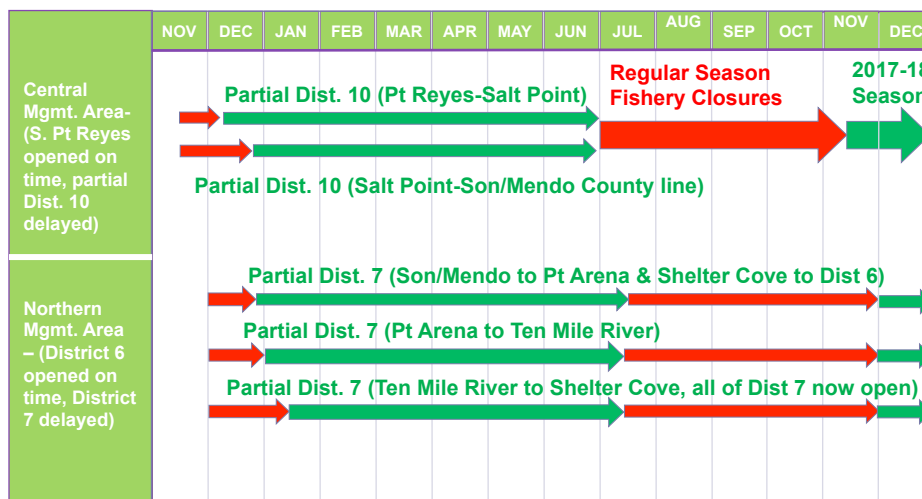 NOV DEC JAN FEB MAR APR MAY JUN JUL AUG SEP OCT NOV DEC
Central
Mgmt. Area-
(S. Pt Reyes
opened on
time, partial
Dist. 10
delayed)
Partial Dist. 10 (Pt Reyes-Salt Point)
Regular Season
Fishery Closures
2017-18
Season
Partial Dist. 10 (Salt Point-Son/Mendo County line)
Northern
Mgmt. Area
– (District 6
opened on
time, District
7 delayed)
Partial Dist. 7 (Son/Mendo to Pt Arena & Shelter Cove to Dist 6)
Partial Dist. 7 (Pt Arena to Ten Mile River)
Partial Dist. 7 (Ten Mile River to Shelter Cove, all of Dist 7 now open)